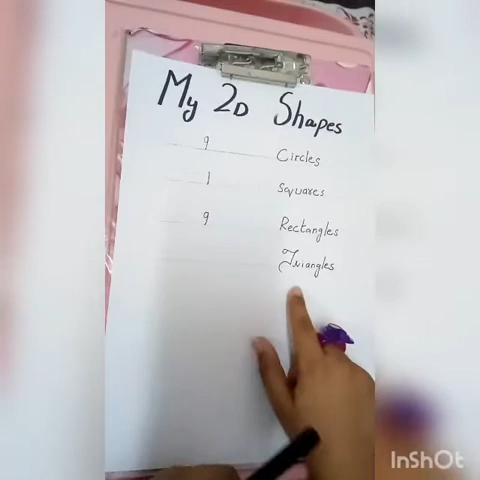 My 2D Shapes
9 Circles
1 Squares
9 Rectangles
Triangles
InShOt